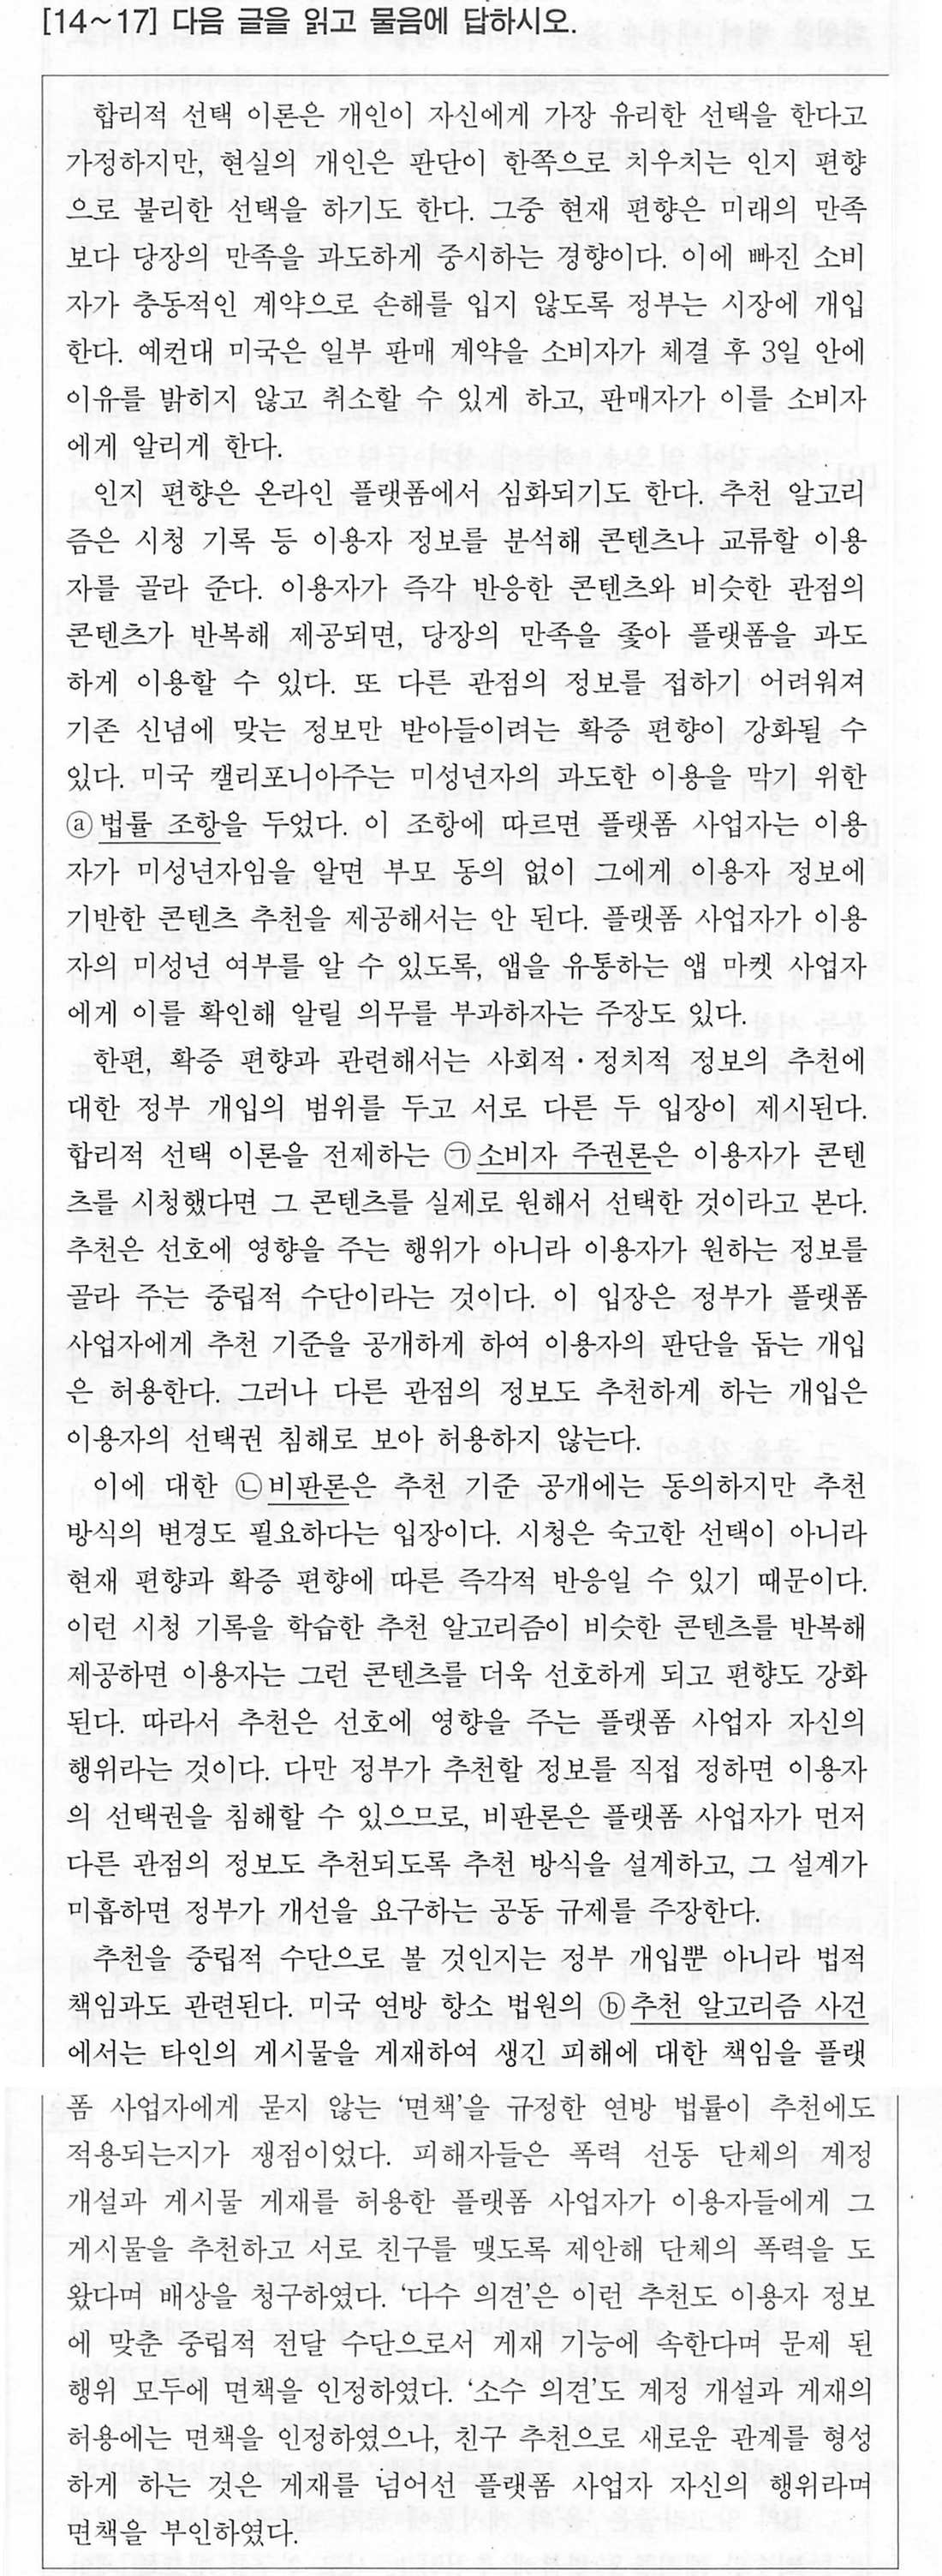 [14~17] 다음 글을 읽고 물음에 답하시오.
합리적 선택 이론은 개인이 자신에게 가장 유리한 선택을 한다고
가정하지만, 현실의 개인은 판단이 한쪽으로 치우치는 인지 편향
으로 불리한 선택을 하기도 한다. 그중 현재 편향은 미래의 만족
보다 당장의 만족을 과도하게 중시하는 경향이다. 이에 빠진 소비
자가 충동적인 계약으로 손해를 입지 않도록 정부는 시장에 개입
한다. 예컨대 미국은 일부 판매 계약을 소비자가 체결 후 3일 안에
이유를 밝히지 않고 취소할 수 있게 하고, 판매자가 이를 소비자
에게 알리게 한다.
인지 편향은 온라인 플랫폼에서 심화되기도 한다. 추천 알고리
즘은 시청 기록 등 이용자 정보를 분석해 콘텐츠나 교류할 이용
자를 골라 준다. 이용자가 즉각 반응한 콘텐츠와 비슷한 관점의
콘텐츠가 반복해 제공되면, 당장의 만족을 좇아 플랫폼을 과도
하게 이용할 수 있다. 또 다른 관점의 정보를 접하기 어려워져
기존 신념에 맞는 정보만 받아들이려는 확증 편향이 강화될 수
있다. 미국 캘리포니아주는 미성년자의 과도한 이용을 막기 위한
ⓐ법률 조항을 두었다. 이 조항에 따르면 플랫폼 사업자는 이용
자가 미성년자임을 알면 부모 동의 없이 그에게 이용자 정보에
기반한 콘텐츠 추천을 제공해서는 안 된다. 플랫폼 사업자가 이용
자의 미성년 여부를 알 수 있도록, 앱을 유통하는 앱 마켓 사업자
에게 이를 확인해 알릴 의무를 부과하자는 주장도 있다.
한편, 확증 편향과 관련해서는 사회적·정치적 정보의 추천에
대한 정부 개입의 범위를 두고 서로 다른 두 입장이 제시된다.
합리적 선택 이론을 전제하는 ㉠소비자 주권론은 이용자가 콘텐
츠를 시청했다면 그 콘텐츠를 실제로 원해서 선택한 것이라고 본다.
추천은 선호에 영향을 주는 행위가 아니라 이용자가 원하는 정보를
골라 주는 중립적 수단이라는 것이다. 이 입장은 정부가 플랫폼
사업자에게 추천 기준을 공개하게 하여 이용자의 판단을 돕는 개입
은 허용한다. 그러나 다른 관점의 정보도 추천하게 하는 개입은
이용자의 선택권 침해로 보아 허용하지 않는다.
이에 대한 ㉡비판론은 추천 기준 공개에는 동의하지만 추천
방식의 변경도 필요하다는 입장이다. 시청은 숙고한 선택이 아니라
현재 편향과 확증 편향에 따른 즉각적 반응일 수 있기 때문이다.
이런 시청 기록을 학습한 추천 알고리즘이 비슷한 콘텐츠를 반복해
제공하면 이용자는 그런 콘텐츠를 더욱 선호하게 되고 편향도 강화
된다. 따라서 추천은 선호에 영향을 주는 플랫폼 사업자 자신의
행위라는 것이다. 다만 정부가 추천할 정보를 직접 정하면 이용자
의 선택권을 침해할 수 있으므로, 비판론은 플랫폼 사업자가 먼저
다른 관점의 정보도 추천되도록 추천 방식을 설계하고, 그 설계가
미흡하면 정부가 개선을 요구하는 공동 규제를 주장한다.
추천을 중립적 수단으로 볼 것인지는 정부 개입뿐 아니라 법적
책임과도 관련된다. 미국 연방 항소 법원의 ⓑ추천 알고리즘 사건
에서는 타인의 게시물을 게재하여 생긴 피해에 대한 책임을 플랫
폼 사업자에게 묻지 않는 '면책'을 규정한 연방 법률이 추천에도
적용되는지가 쟁점이었다. 피해자들은 폭력 선동 단체의 계정
개설과 게시물 게재를 허용한 플랫폼 사업자가 이용자들에게 그
게시물을 추천하고 서로 친구를 맺도록 제안해 단체의 폭력을 도
왔다며 배상을 청구하였다. '다수 의견'은 이런 추천도 이용자 정보
에 맞춘 중립적 전달 수단으로서 게재 기능에 속한다며 문제 된
행위 모두에 면책을 인정하였다. '소수 의견'도 계정 개설과 게재의
허용에는 면책을 인정하였으나, 친구 추천으로 새로운 관계를 형성
하게 하는 것은 게재를 넘어선 플랫폼 사업자 자신의 행위라며
면책을 부인하였다.